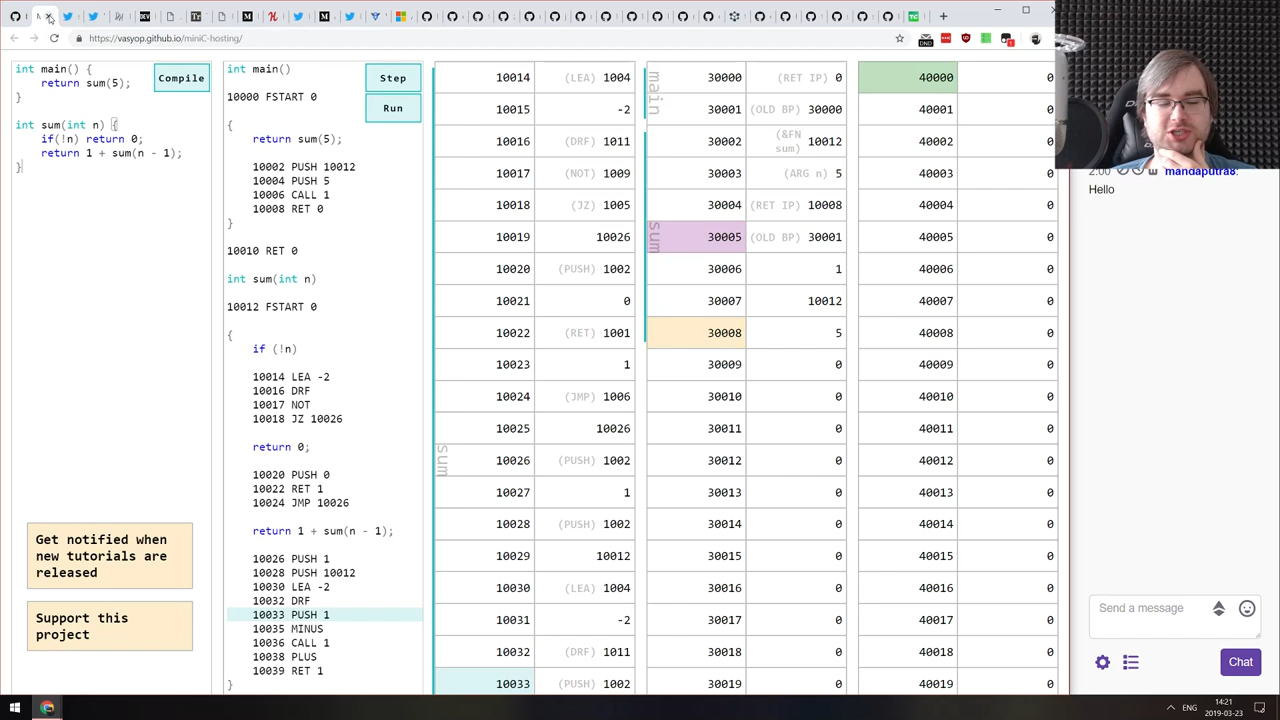 https://vasyop.github.io/miniC-hosting/
int main() {
return sum(5);
}
int sum(int n) {
if(!n) return 0;
return 1 + sum(n - 1);
}
Compile
Get notified when
new tutorials are
released
Support this
project
int main()
10000 FSTART 0
{
return sum(5);
10002 PUSH 10012
10004 PUSH 5
10006 CALL 1
10008 RET 0
}
10010 RET 0
int sum(int n)
10012 FSTART 0
{
if (!n)
10014 LEA -2
10016 DRF
10017 NOT
10018 JZ 10026
return 0;
10020 PUSH 0
10022 RET 1
10024 JMP 10026
return 1 + sum(n - 1);
10026 PUSH 1
10028 PUSH 10012
10030 LEA -2
10032 DRF
10033 PUSH 1
10035 MINUS
10036 CALL 1
10038 PLUS
10039 RET 1
}
Step
Run
sum
10014 (LEA) 1004
10015 -2
10016 (DRF) 1011
10017 (NOT) 1009
10018 (JZ) 1005
10019 10026
10020 (PUSH) 1002
10021 0
10022 (RET) 1001
10023 1
10024 (JMP) 1006
10025 10026
10026 (PUSH) 1002
10027 1
10028 (PUSH) 1002
10029 10012
10030 (LEA) 1004
10031 -2
10032 (DRF) 1011
10033 (PUSH) 1002
main
sum
30000 (RET IP) 0
30001 (OLD BP) 30000
30002 (&FN sum) 10012
30003 (ARG n) 5
30004 (RET IP) 10008
30005 (OLD BP) 30001
30006 1
30007 10012
30008 5
30009 0
30010 0
30011 0
30012 0
30013 0
30014 0
30015 0
30016 0
30017 0
30018 0
30019 0
40000 0
40001 0
40002 0
40003 0
40004 0
40005 0
40006 0
40007 0
40008 0
40009 0
40010 0
40011 0
40012 0
40013 0
40014 0
40015 0
40016 0
40017 0
40018 0
40019 0
2:00 mandaputra8:
Hello
Send a message
Chat
ENG
14:21
2019-03-23